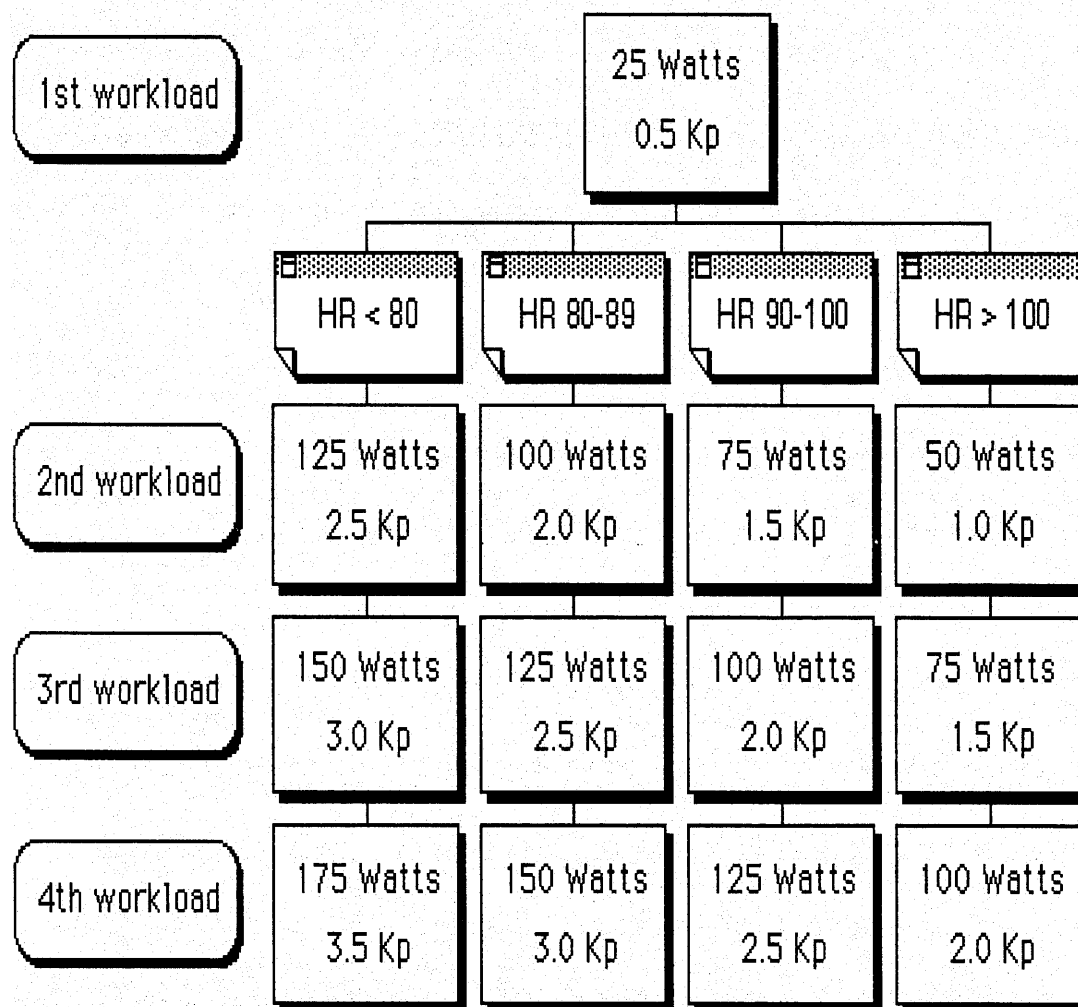 1st workload
25 Watts
0.5 Kp
HR < 80
HR 80-89
HR 90-100
HR > 100
2nd workload
125 Watts
2.5 Kp
100 Watts
2.0 Kp
75 Watts
1.5 Kp
50 Watts
1.0 Kp
3rd workload
150 Watts
3.0 Kp
125 Watts
2.5 Kp
100 Watts
2.0 Kp
75 Watts
1.5 Kp
4th workload
175 Watts
3.5 Kp
150 Watts
3.0 Kp
125 Watts
2.5 Kp
100 Watts
2.0 Kp